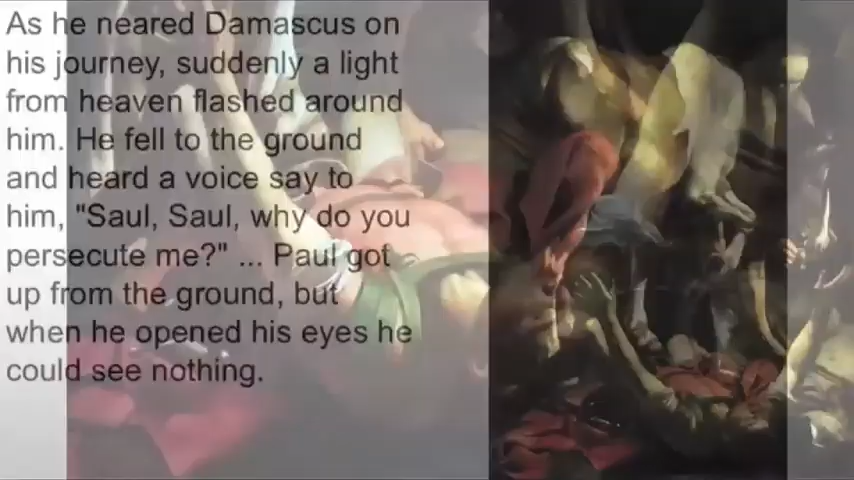 As he neared Damascus on
his journey, suddenly a light
from heaven flashed around
him. He fell to the ground
and heard a voice say to
him, "Saul, Saul, why do you
persecute me?" ... Paul got
up from the ground, but
when he opened his eyes he
could see nothing.